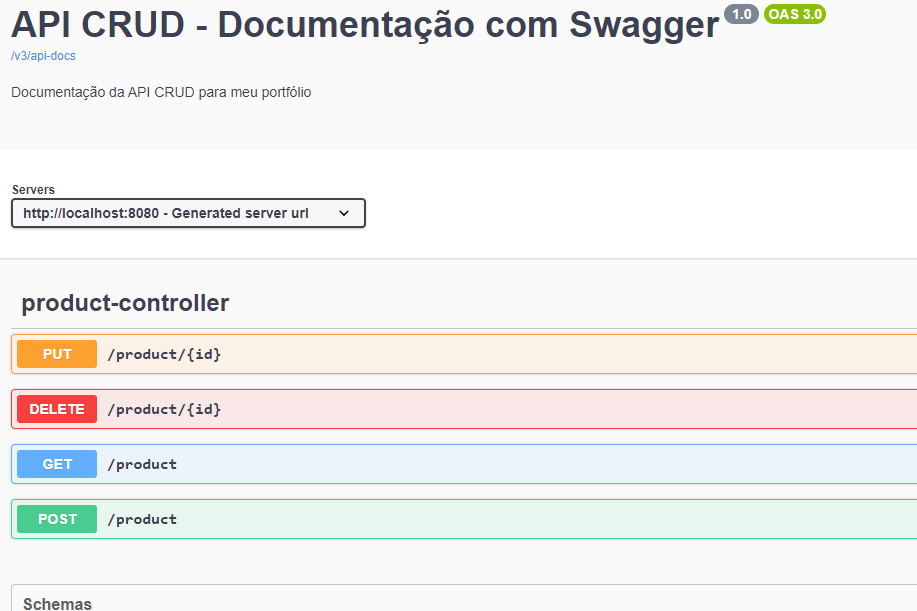 API CRUD - Documentação com Swagger 1.0 OAS 3.0
/v3/api-docs
Documentação da API CRUD para meu portfólio
Servers
http://localhost:8080 - Generated server url
product-controller
PUT /product/{id}
DELETE /product/{id}
GET /product
POST /product
Schemas